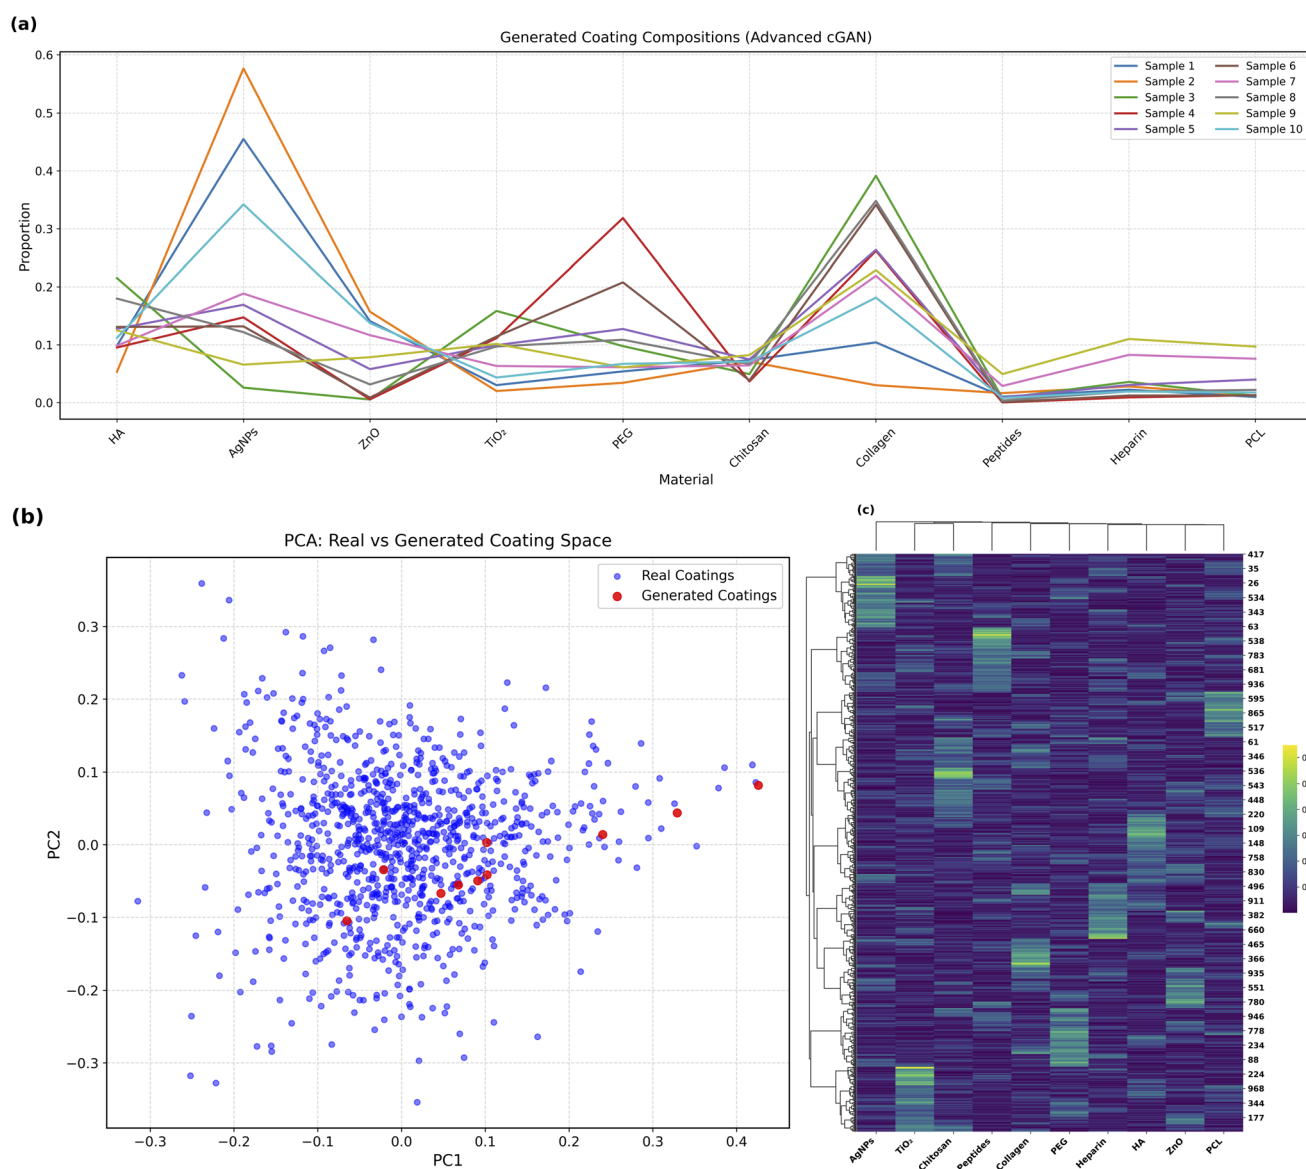 (a)
Generated Coating Compositions (Advanced cGAN)
Proportion
0.6
0.5
0.4
0.3
0.2
0.1
0.0
Sample 1
Sample 2
Sample 3
Sample 4
Sample 5
Sample 6
Sample 7
Sample 8
Sample 9
Sample 10
HA
AgNPs
ZnO
TiO₂
PEG
Chitosan
Collagen
Peptides
Heparin
PCL
Material
(b)
PCA: Real vs Generated Coating Space
Real Coatings
Generated Coatings
PC2
0.3
0.2
0.1
0.0
−0.1
−0.2
−0.3
−0.3
−0.2
−0.1
0.0
0.1
0.2
0.3
0.4
PC1
(c)
417
35
26
534
343
63
538
783
681
936
595
865
517
61
346
536
543
448
220
109
148
758
830
496
911
382
660
465
366
935
551
780
946
778
234
88
224
968
344
177
AgNPs
TiO₂
Chitosan
Peptides
Collagen
PEG
Heparin
HA
ZnO
PCL